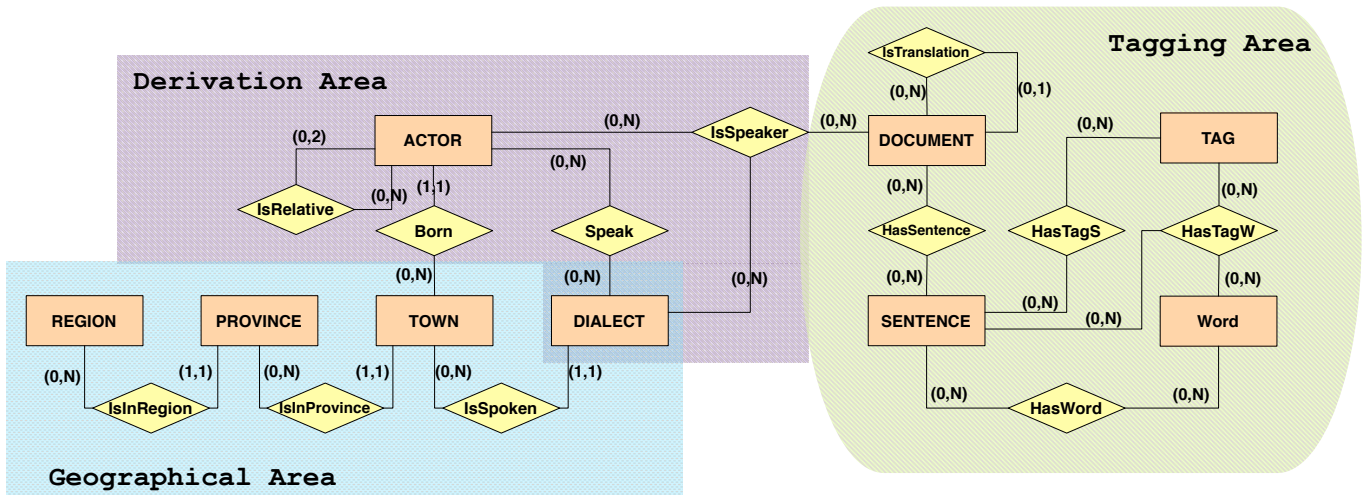 IsTranslation
Tagging Area
Derivation Area
(0,N)
(0,1)
(0,N)
IsSpeaker
(0,N)
(0,N)
(0,2)
ACTOR
DOCUMENT
TAG
(0,N)
(0,N)
(1,1)
(0,N)
(0,N)
IsRelative
Born
Speak
HasSentence
HasTagS
HasTagW
(0,N)
(0,N)
(0,N)
(0,N)
(0,N)
(0,N)
(0,N)
REGION
PROVINCE
TOWN
DIALECT
SENTENCE
Word
(0,N)
(0,N)
(1,1)
(0,N)
(1,1)
(0,N)
(1,1)
(0,N)
(0,N)
IsInRegion
IsInProvince
IsSpoken
HasWord
Geographical Area